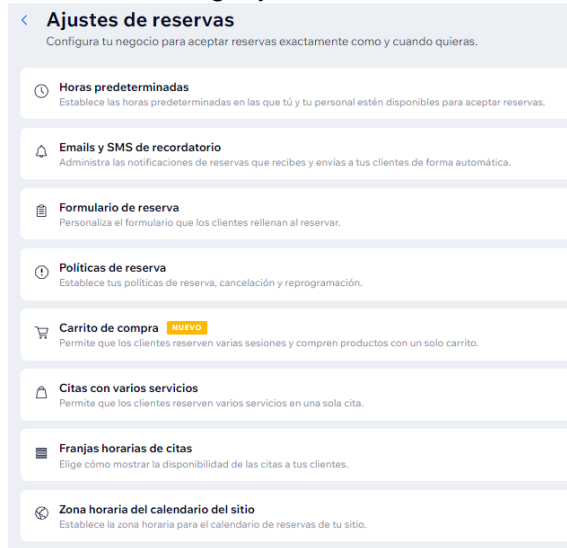 Ajustes de reservas
Configura tu negocio para aceptar reservas exactamente como y cuando quieras.
Horas predeterminadas
Establece las horas predeterminadas en las que tú y tu personal estén disponibles para aceptar reservas.
Emails y SMS de recordatorio
Administra las notificaciones de reservas que recibes y envías a tus clientes de forma automática.
Formulario de reserva
Personaliza el formulario que los clientes rellenan al reservar.
Políticas de reserva
Establece tus políticas de reserva, cancelación y reprogramación.
Carrito de compra NUEVO
Permite que los clientes reserven varias sesiones y compren productos con un solo carrito.
Citas con varios servicios
Permite que los clientes reserven varios servicios en una sola cita.
Franjas horarias de citas
Elige cómo mostrar la disponibilidad de las citas a tus clientes.
Zona horaria del calendario del sitio
Establece la zona horaria para el calendario de reservas de tu sitio.